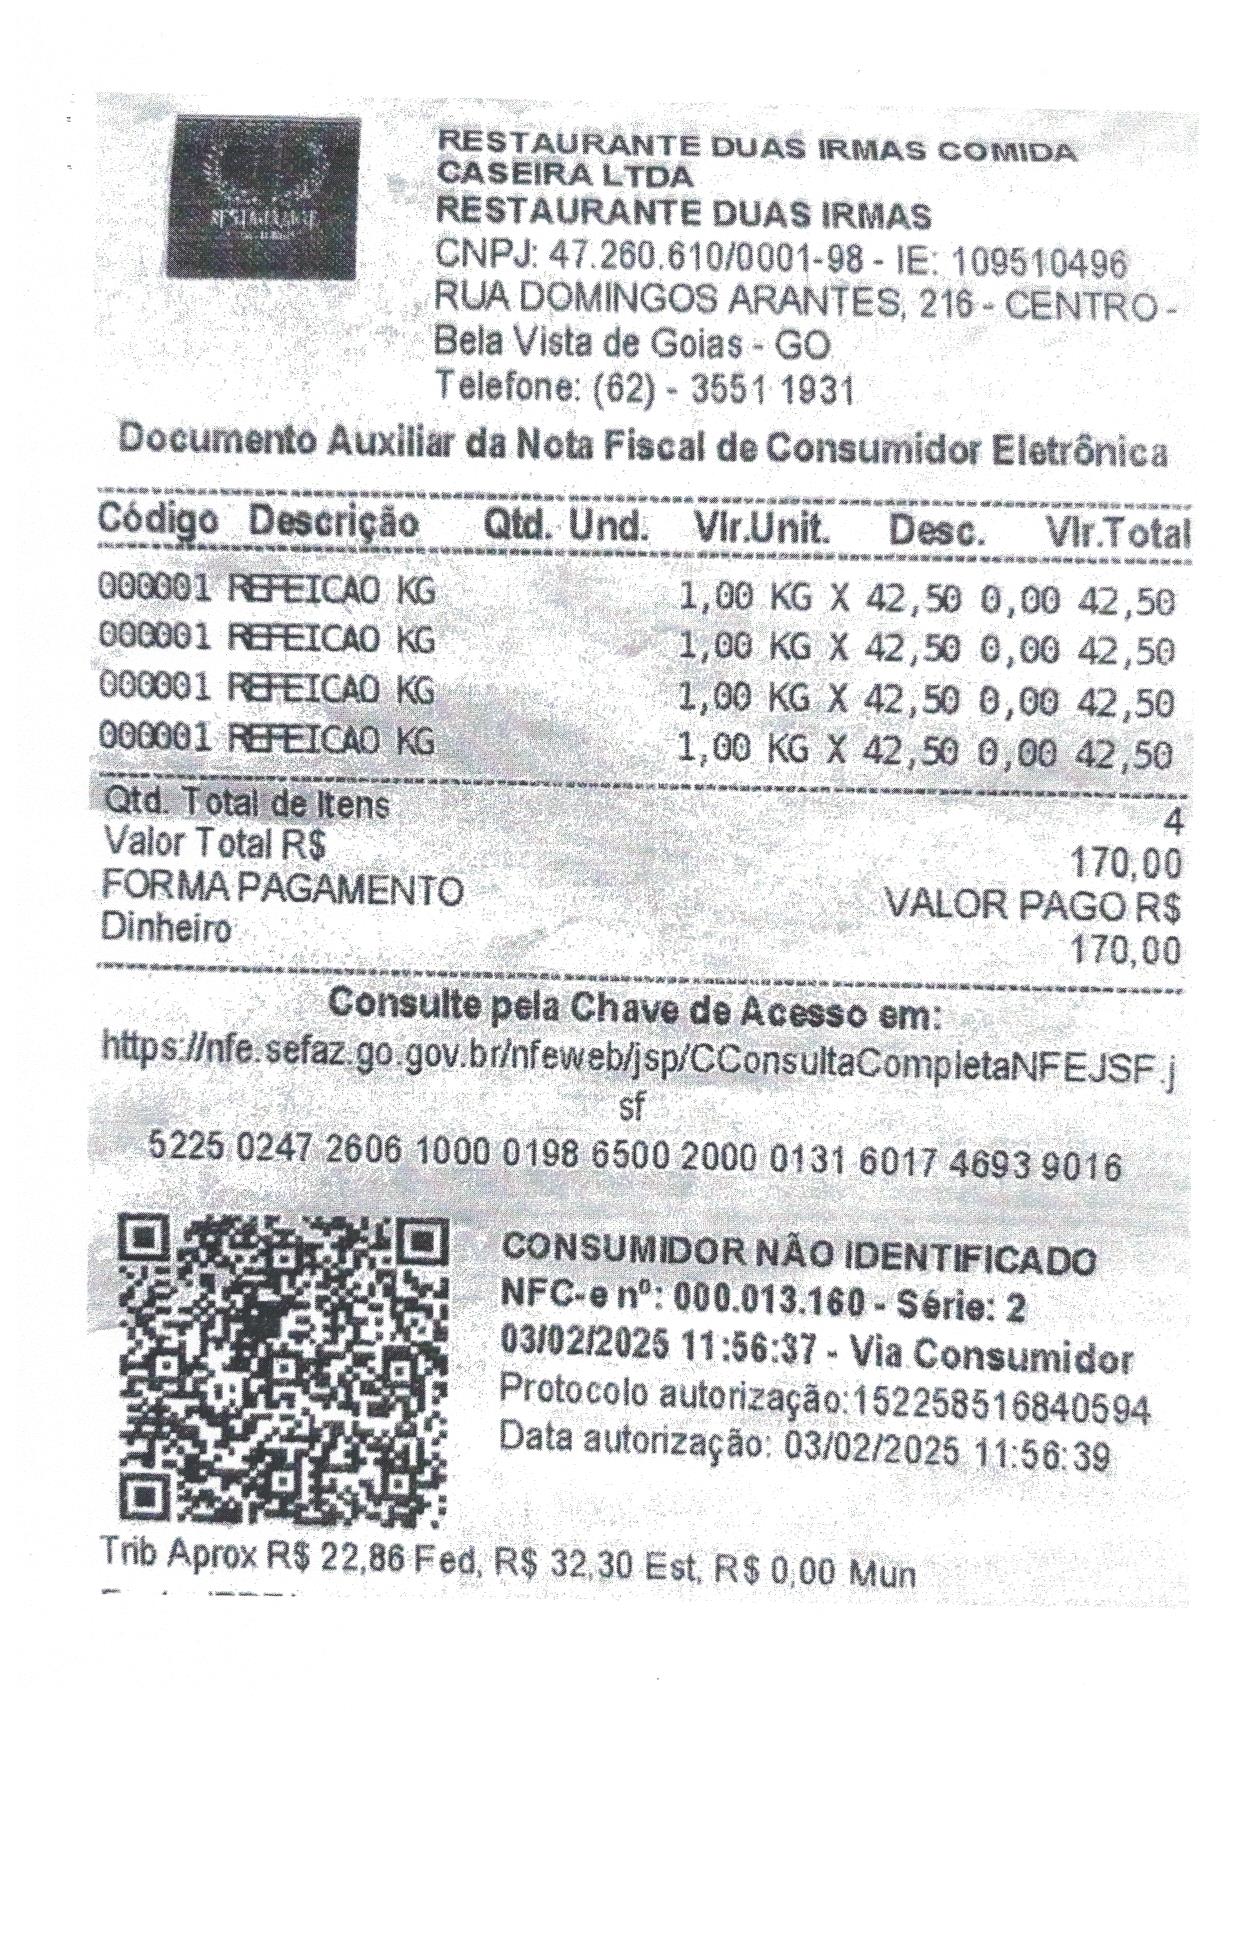 RESTAURANTE DUAS IRMAS COMIDA
CASEIRA LTDA
RESTAURANTE DUAS IRMAS
CNPJ: 47.260.610/0001-98 - IE: 109510496
RUA DOMINGOS ARANTES, 216 - CENTRO -
Bela Vista de Goias - GO
Telefone: (62) - 3551 1931
Documento Auxiliar da Nota Fiscal de Consumidor Eletrônica
Código Descrição Qtd. Und. Vlr.Unit. Desc. Vlr.Total
000001 REFEICAO KG 1,00 KG X 42,50 0,00 42,50
000001 REFEICAO KG 1,00 KG X 42,50 0,00 42,50
000001 REFEICAO KG 1,00 KG X 42,50 0,00 42,50
000001 REFEICAO KG 1,00 KG X 42,50 0,00 42,50
Qtd. Total de Itens 4
Valor Total R$ 170,00
FORMA PAGAMENTO VALOR PAGO R$
Dinheiro 170,00
Consulte pela Chave de Acesso em:
https://nfe.sefaz.go.gov.br/nfeweb/jsp/CConsultaCompletaNFEJSF.j
sf
5225 0247 2606 1000 0198 6500 2000 0131 6017 4693 9016
CONSUMIDOR NÃO IDENTIFICADO
NFC-e nº: 000.013.160 - Série: 2
03/02/2025 11:56:37 - Via Consumidor
Protocolo autorização:152258516840594
Data autorização: 03/02/2025 11:56:39
Trib Aprox R$ 22,86 Fed, R$ 32,30 Est, R$ 0,00 Mun